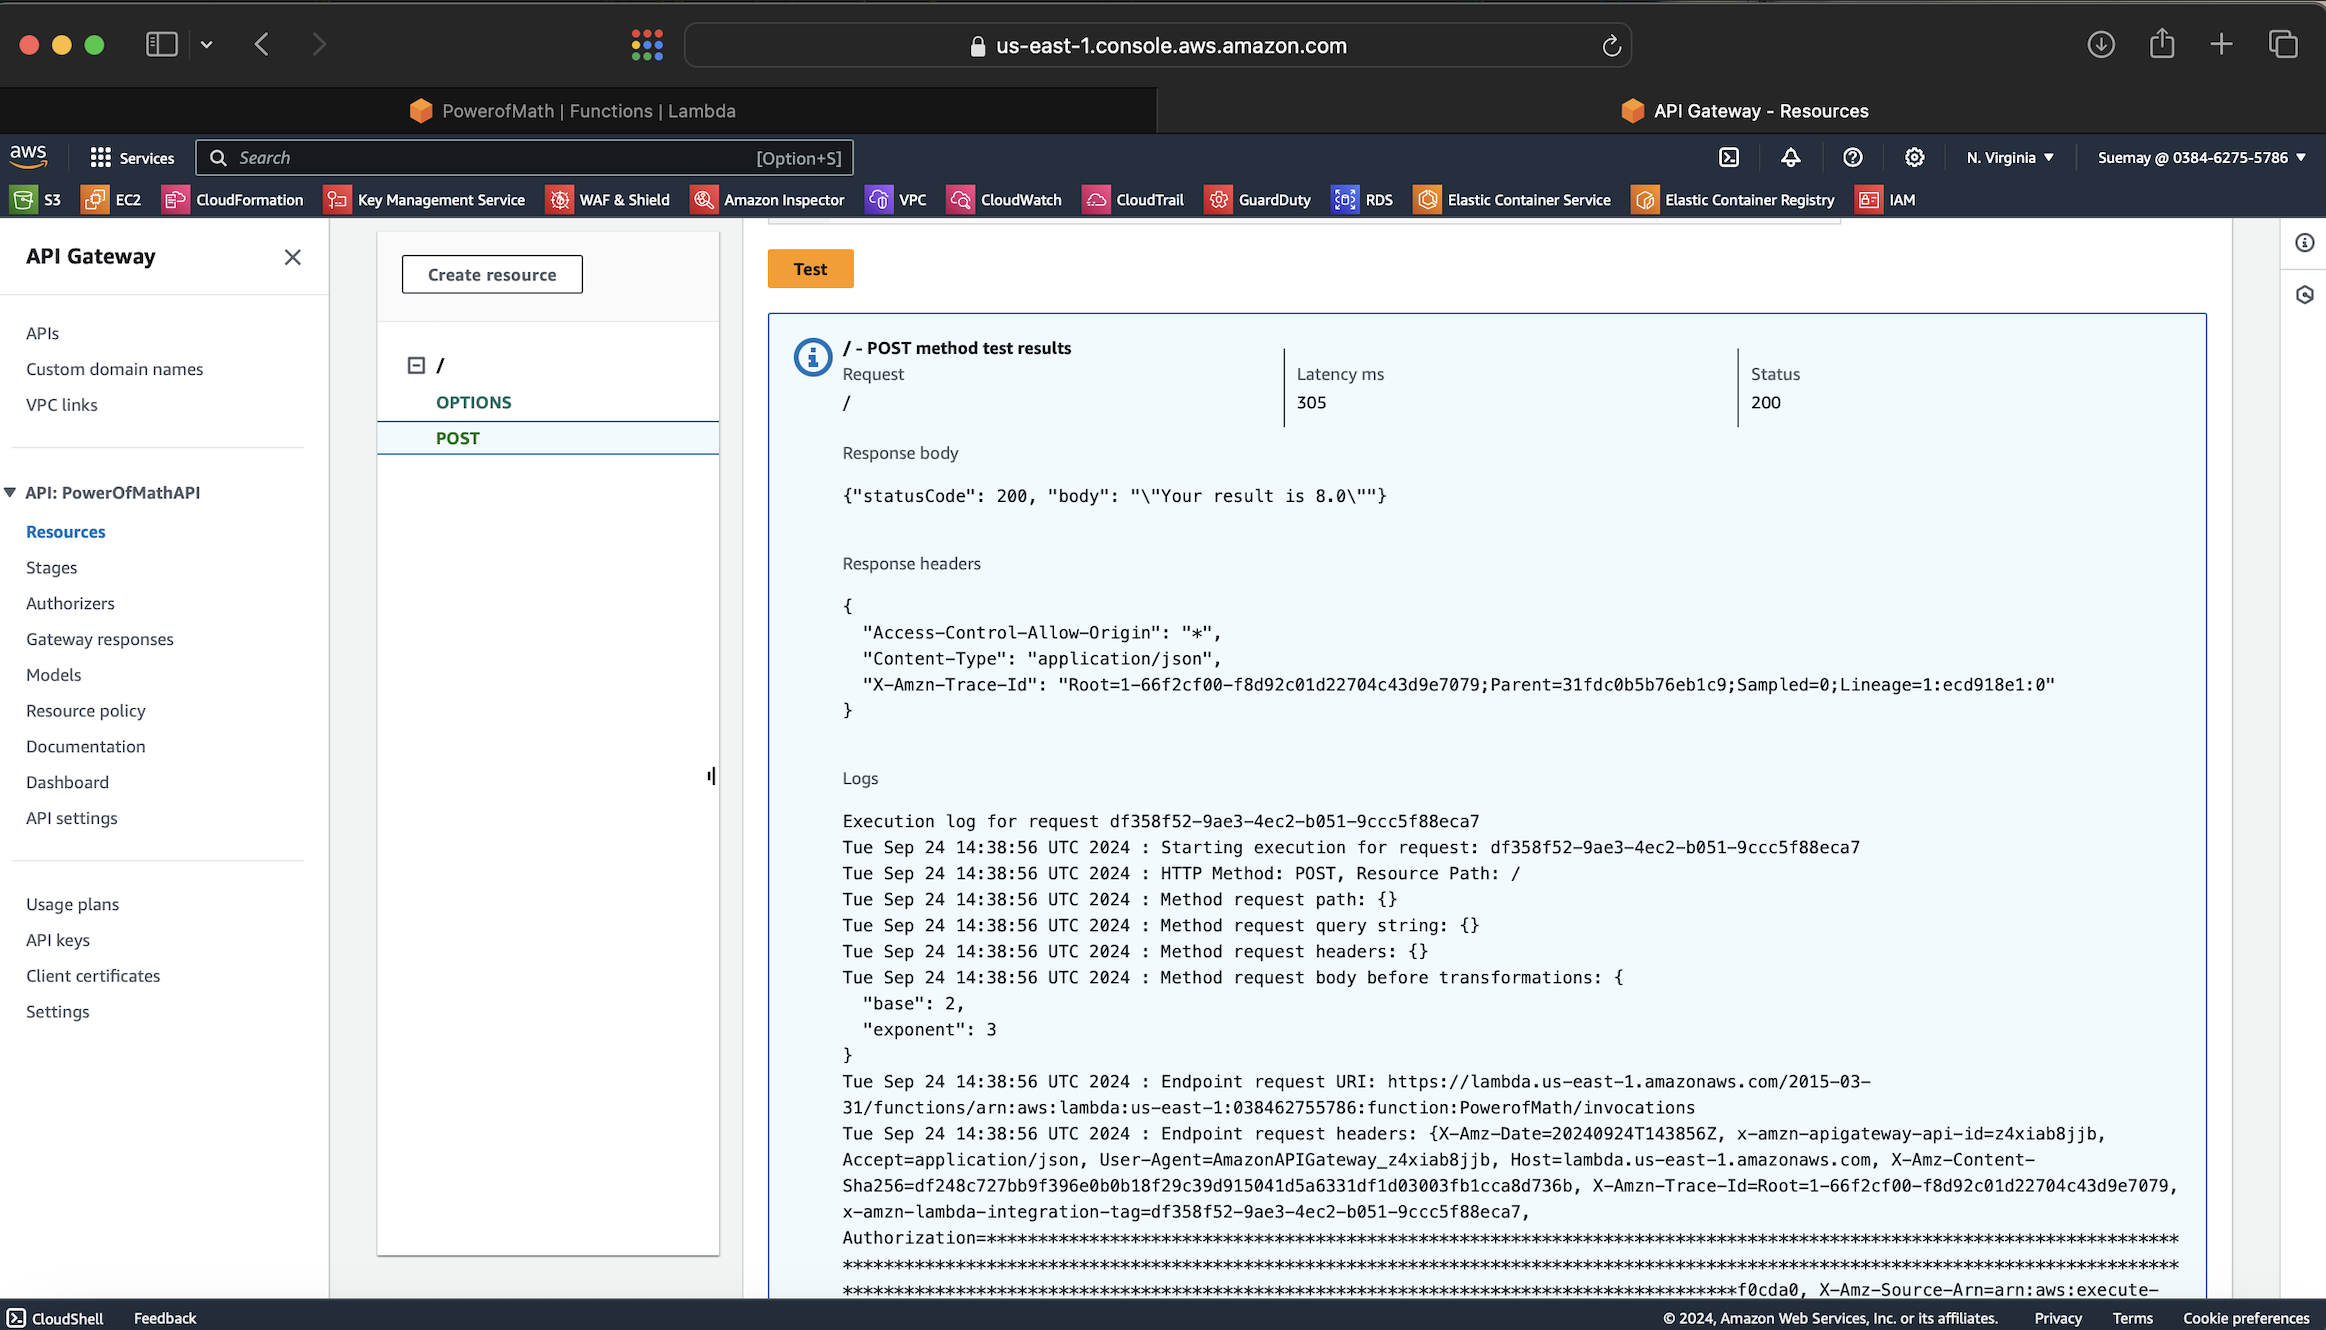 us-east-1.console.aws.amazon.com
PowerofMath | Functions | Lambda
API Gateway - Resources
aws
Services
Search
[Option+S]
N. Virginia
Suemay @ 0384-6275-5786
S3
EC2
CloudFormation
Key Management Service
WAF & Shield
Amazon Inspector
VPC
CloudWatch
CloudTrail
GuardDuty
RDS
Elastic Container Service
Elastic Container Registry
IAM
API Gateway
APIs
Custom domain names
VPC links
API: PowerOfMathAPI
Resources
Stages
Authorizers
Gateway responses
Models
Resource policy
Documentation
Dashboard
API settings
Usage plans
API keys
Client certificates
Settings
Create resource
/
OPTIONS
POST
Test
/ - POST method test results
Request
/
Latency ms
305
Status
200
Response body
{"statusCode": 200, "body": "\"Your result is 8.0\""}
Response headers
{
"Access-Control-Allow-Origin": "*",
"Content-Type": "application/json",
"X-Amzn-Trace-Id": "Root=1-66f2cf00-f8d92c01d22704c43d9e7079;Parent=31fdc0b5b76eb1c9;Sampled=0;Lineage=1:ecd918e1:0"
}
Logs
Execution log for request df358f52-9ae3-4ec2-b051-9ccc5f88eca7
Tue Sep 24 14:38:56 UTC 2024 : Starting execution for request: df358f52-9ae3-4ec2-b051-9ccc5f88eca7
Tue Sep 24 14:38:56 UTC 2024 : HTTP Method: POST, Resource Path: /
Tue Sep 24 14:38:56 UTC 2024 : Method request path: {}
Tue Sep 24 14:38:56 UTC 2024 : Method request query string: {}
Tue Sep 24 14:38:56 UTC 2024 : Method request headers: {}
Tue Sep 24 14:38:56 UTC 2024 : Method request body before transformations: {
"base": 2,
"exponent": 3
}
Tue Sep 24 14:38:56 UTC 2024 : Endpoint request URI: https://lambda.us-east-1.amazonaws.com/2015-03-
31/functions/arn:aws:lambda:us-east-1:038462755786:function:PowerofMath/invocations
Tue Sep 24 14:38:56 UTC 2024 : Endpoint request headers: {X-Amz-Date=20240924T143856Z, x-amzn-apigateway-api-id=z4xiab8jjb,
Accept=application/json, User-Agent=AmazonAPIGateway_z4xiab8jjb, Host=lambda.us-east-1.amazonaws.com, X-Amz-Content-
Sha256=df248c727bb9f396e0b0b18f29c39d915041d5a6331df1d03003fb1cca8d736b, X-Amzn-Trace-Id=Root=1-66f2cf00-f8d92c01d22704c43d9e7079,
x-amzn-lambda-integration-tag=df358f52-9ae3-4ec2-b051-9ccc5f88eca7,
Authorization=********************************************************************************************************************
**********************************************************************************************************************************
***************************************************************************************f0cda0, X-Amz-Source-Arn=arn:aws:execute-
CloudShell
Feedback
© 2024, Amazon Web Services, Inc. or its affiliates.
Privacy
Terms
Cookie preferences